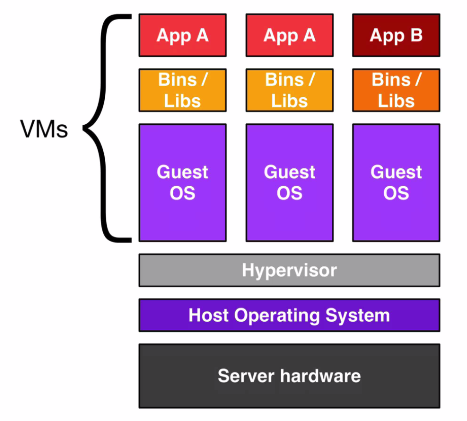 App A
App A
App B
Bins /
Libs
Bins /
Libs
Bins /
Libs
VMs
Guest
OS
Guest
OS
Guest
OS
Hypervisor
Host Operating System
Server hardware